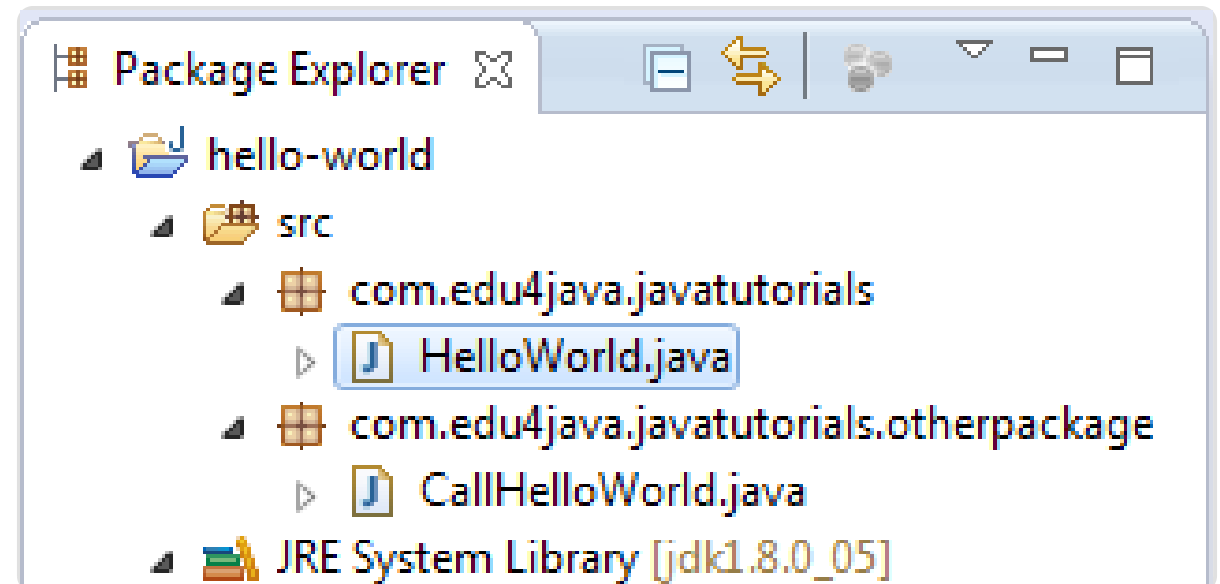 Package Explorer
hello-world
src
com.edu4java.javatutorials
HelloWorld.java
com.edu4java.javatutorials.otherpackage
CallHelloWorld.java
JRE System Library [jdk1.8.0_05]